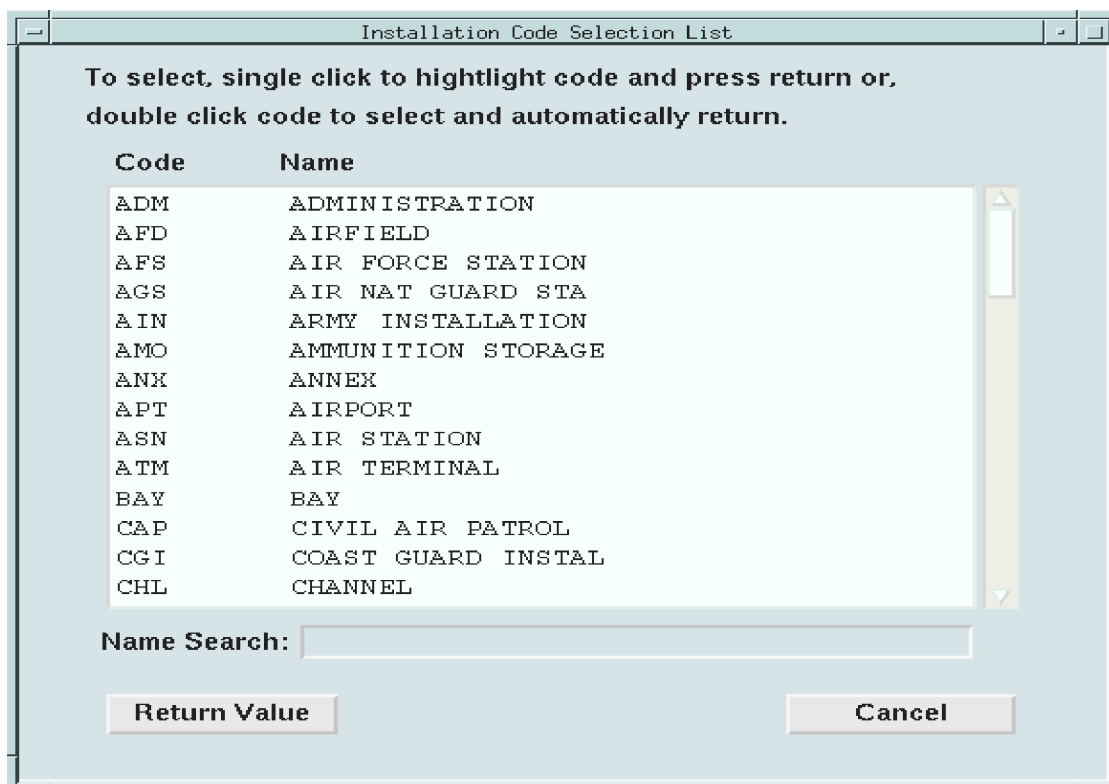 Installation Code Selection List
To select, single click to hightlight code and press return or,
double click code to select and automatically return.
Code Name
ADM ADMINISTRATION
AFD AIRFIELD
AFS AIR FORCE STATION
AGS AIR NAT GUARD STA
AIN ARMY INSTALLATION
AMO AMMUNITION STORAGE
ANX ANNEX
APT AIRPORT
ASN AIR STATION
ATM AIR TERMINAL
BAY BAY
CAP CIVIL AIR PATROL
CGI COAST GUARD INSTAL
CHL CHANNEL
Name Search:
Return Value Cancel